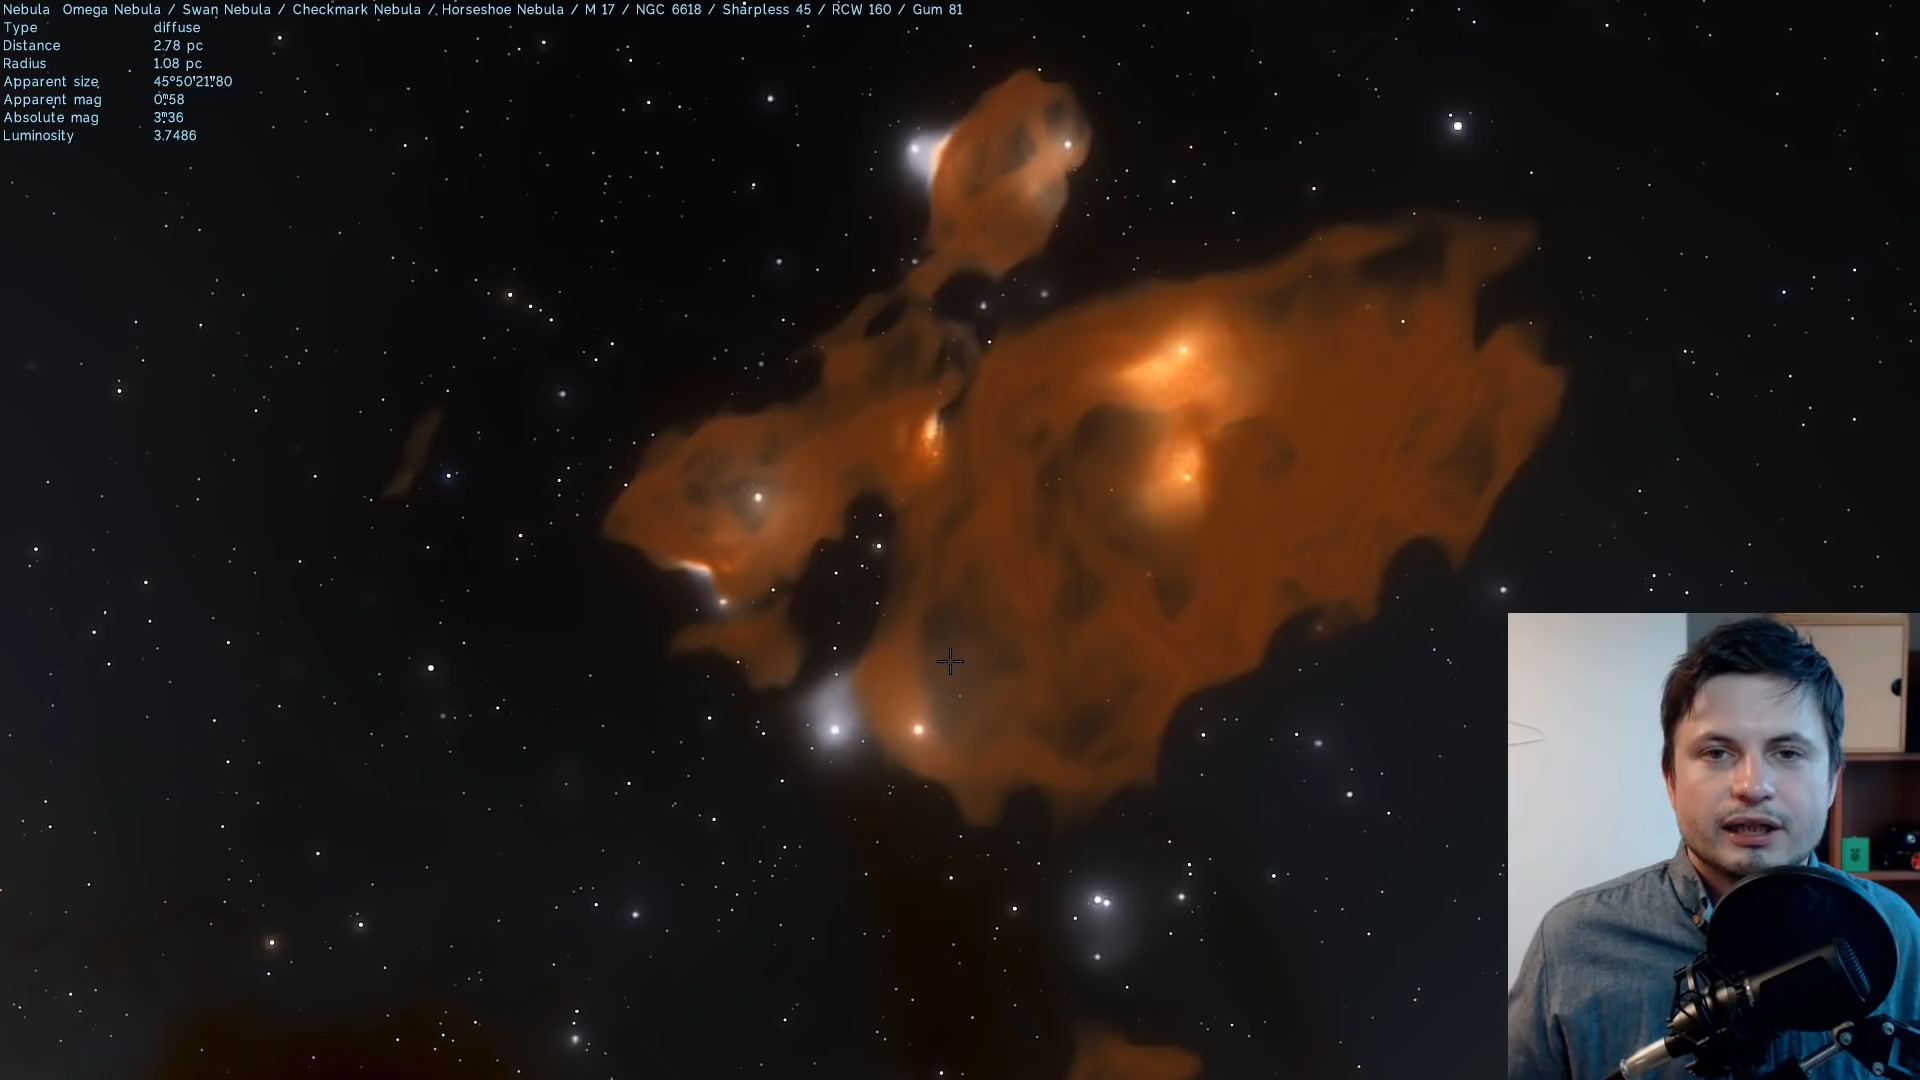 Nebula Omega Nebula / Swan Nebula / Checkmark Nebula / Horseshoe Nebula / M 17 / NGC 6618 / Sharpless 45 / RCW 160 / Gum 81
Type diffuse
Distance 2.78 pc
Radius 1.08 pc
Apparent size 45°50'21."80
Apparent mag 0.ᵐ58
Absolute mag 3.ᵐ36
Luminosity 3.7486